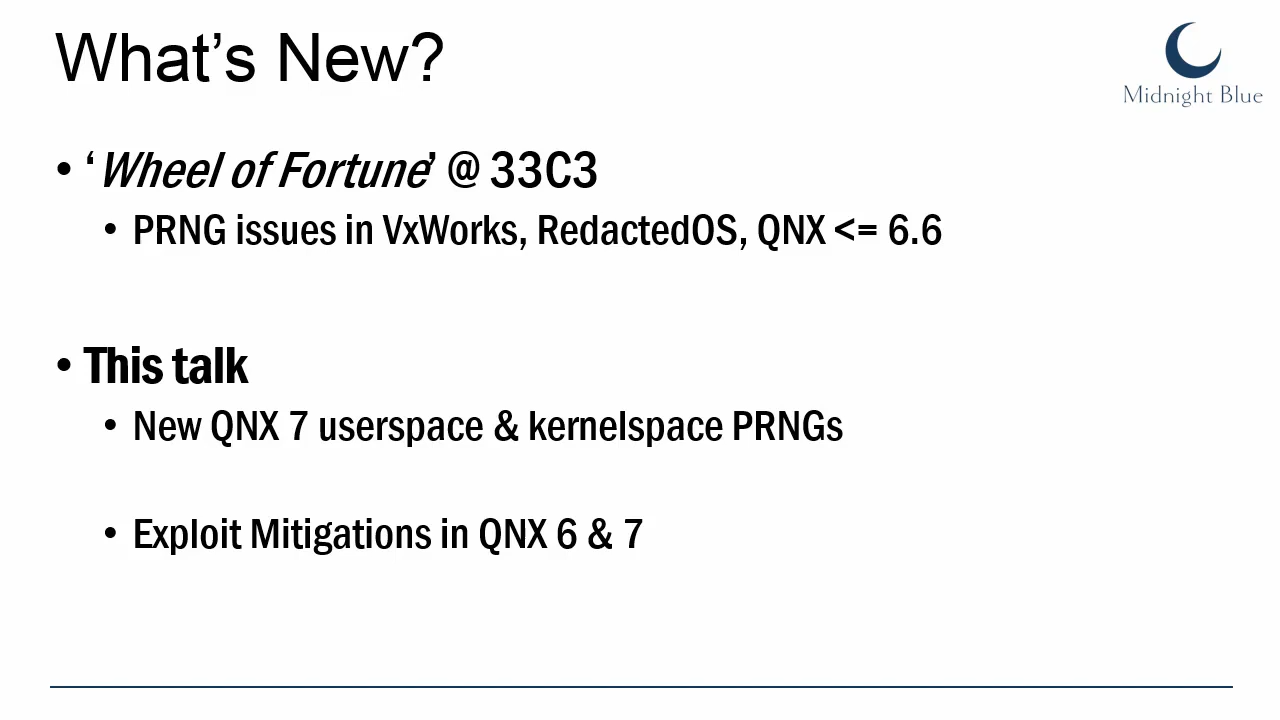 What’s New?
Midnight Blue
• ‘Wheel of Fortune’ @ 33C3
• PRNG issues in VxWorks, RedactedOS, QNX <= 6.6
• This talk
• New QNX 7 userspace & kernelspace PRNGs
• Exploit Mitigations in QNX 6 & 7